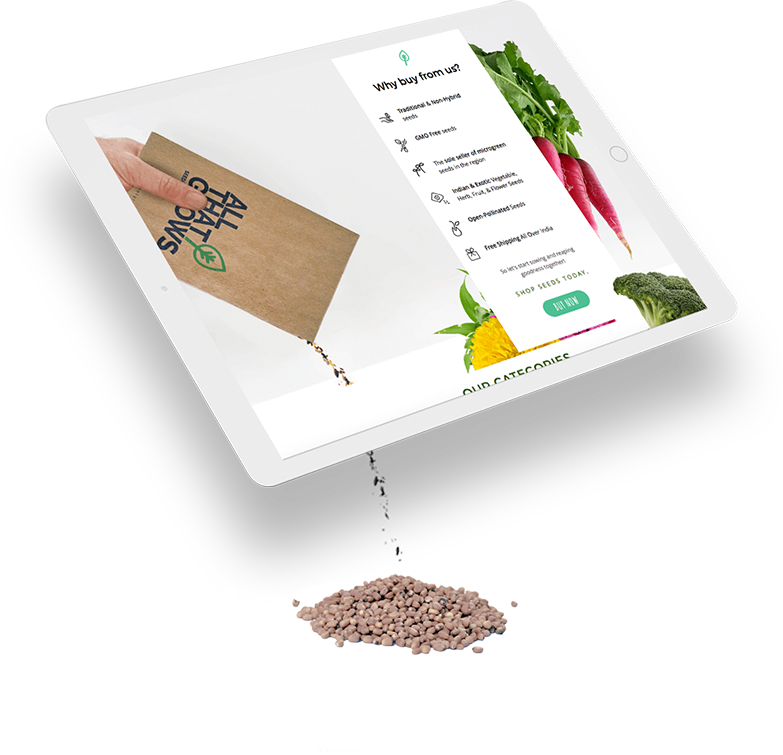 ALL
THAT
GROWS
SEEDS
Why buy from us?
Traditional & Non-Hybrid
seeds
GMO Free seeds
The sole seller of microgreen
seeds in the region
Indian & Exotic Vegetable,
Herb, Fruit, & Flower Seeds
Open Pollinated Seeds
Free Shipping All Over India
So let's start sowing and reaping
goodness together!
SHOP SEEDS TODAY.
BUY NOW
OUR CATEGORIES